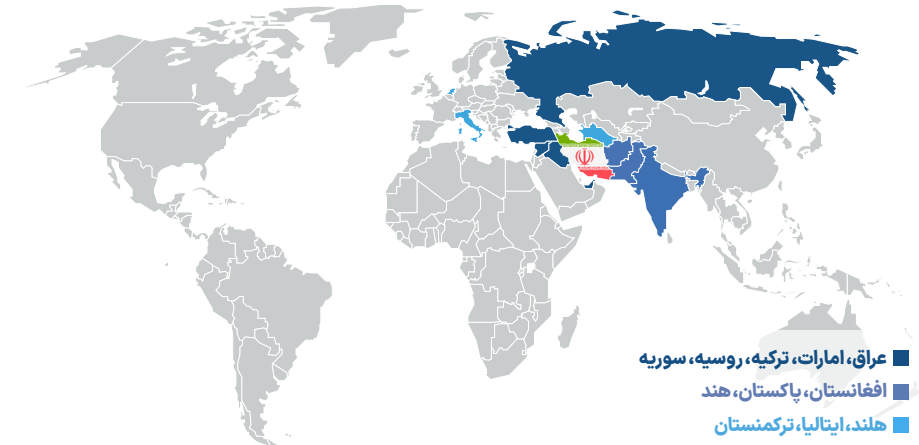 عراق، امارات، ترکیه، روسیه، سوریه
افغانستان، پاکستان، هند
هلند، ایتالیا، ترکمنستان